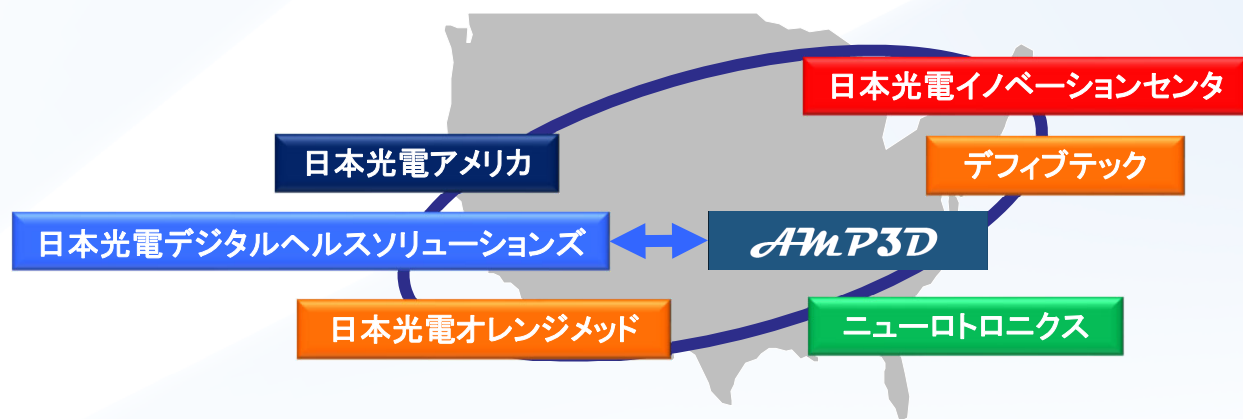 日本光電イノベーションセンタ
日本光電アメリカ
デフィブテック
日本光電デジタルヘルスソリューションズ
AMP3D
日本光電オレンジメッド
ニューロトロニクス